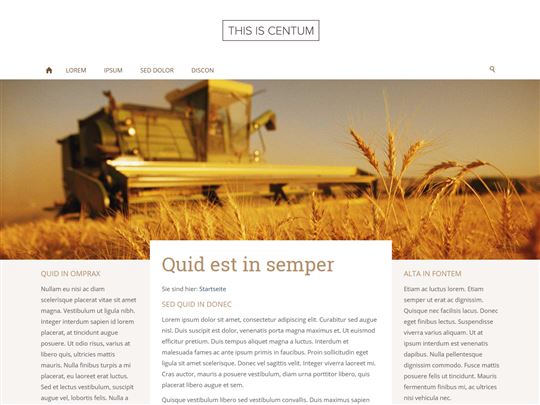 THIS IS CENTUM
LOREM IPSUM SED DOLOR DISCON
Quid est in semper
Sie sind hier: Startseite
SED QUID IN DONEC
Lorem ipsum dolor sit amet, consectetur adipiscing elit. Curabitur sed augue
nisl. Duis suscipit est dolor, venenatis porta magna maximus et. Ut euismod
efficitur pretium. Duis tempus aliquet magna a luctus. Interdum et
malesuada fames ac ante ipsum primis in faucibus. Proin sollicitudin eget
ligula sit amet scelerisque. Donec vel sagittis velit. Integer viverra laoreet mi.
Cras auctor, mauris a posuere vestibulum, diam urna porttitor libero, quis
placerat libero augue et sem.
Quisque vestibulum libero sed vestibulum convallis. Duis maximus sapien
QUID IN OMPRAX
Nullam eu nisi ac diam
scelerisque placerat vitae sit amet
magna. Vestibulum ut ligula nibh.
Integer interdum sapien id lorem
placerat, at tincidunt augue
posuere. Ut odio risus, varius at
libero quis, ultricies mattis
mauris. Nulla finibus turpis a mi
placerat, eu laoreet erat luctus.
Sed et lectus vestibulum, suscipit
augue vel, lobortis felis. Nulla a
ALTA IN FONTEM
Etiam ac luctus lorem. Etiam
semper ut erat ac dignissim.
Quisque nec facilisis lacus. Donec
eget finibus lectus. Suspendisse
viverra varius aliquam. Ut at
ipsum interdum est venenatis
dapibus. Nulla pellentesque
dignissim commodo. Fusce mattis
posuere felis ut tincidunt. Mauris
fermentum finibus mi, ac ultrices
nisi vehicula nec.